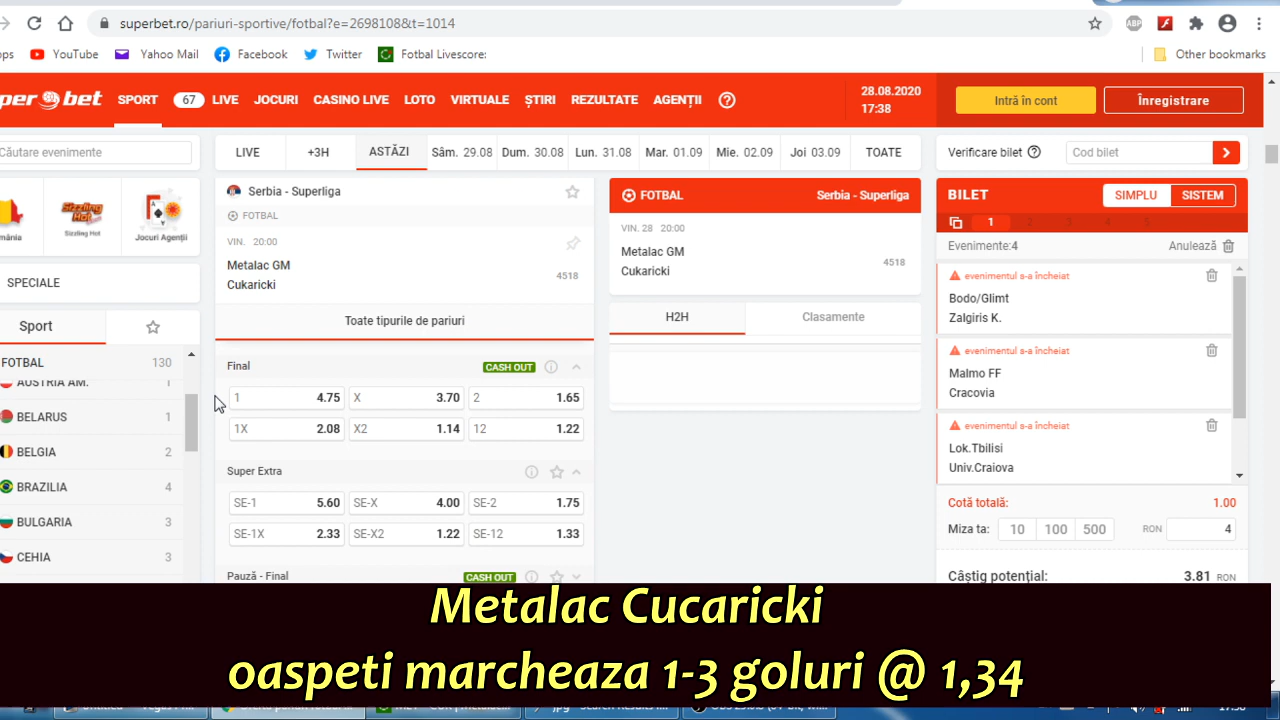 superbet.ro/pariuri-sportive/fotbal?e=2698108&t=1014
ps YouTube Yahoo Mail Facebook Twitter Fotbal Livescore: Other bookmarks
per bet SPORT 67 LIVE JOCURI CASINO LIVE LOTO VIRTUALE ȘTIRI REZULTATE AGENȚII
28.08.2020
17:38
Intră în cont
Înregistrare
Căutare evenimente
LIVE +3H ASTĂZI Sâm. 29.08 Dum. 30.08 Lun. 31.08 Mar. 01.09 Mie. 02.09 Joi 03.09 TOATE
Verificare bilet Cod bilet
mânia Sizzling Hot Jocuri Agenții
SPECIALE
Sport
FOTBAL 130
AUSTRIA AM. 1
BELARUS 1
BELGIA 2
BRAZILIA 4
BULGARIA 3
CEHIA 3
Serbia - Superliga
FOTBAL
VIN. 20:00
Metalac GM
Cukaricki
4518
Toate tipurile de pariuri
Final CASH OUT
1 4.75 X 3.70 2 1.65
1X 2.08 X2 1.14 12 1.22
Super Extra
SE-1 5.60 SE-X 4.00 SE-2 1.75
SE-1X 2.33 SE-X2 1.22 SE-12 1.33
Pauză - Final CASH OUT
FOTBAL Serbia - Superliga
VIN. 28 20:00
Metalac GM
Cukaricki
4518
H2H Clasamente
BILET SIMPLU SISTEM
1 2 3 4 5
Evenimente:4 Anulează
evenimentul s-a încheiat
Bodo/Glimt
Zalgiris K.
evenimentul s-a încheiat
Malmo FF
Cracovia
evenimentul s-a încheiat
Lok.Tbilisi
Univ.Craiova
Cotă totală: 1.00
Miza ta: 10 100 500 RON 4
Câștig potențial: 3.81 RON
Metalac Cucaricki
oaspeti marcheaza 1-3 goluri @ 1,34